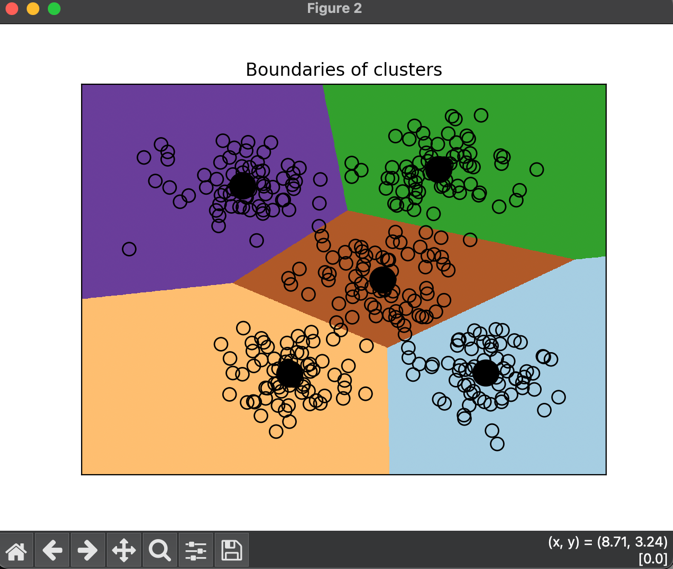 Figure 2
Boundaries of clusters
(x, y) = (8.71, 3.24)
[0.0]